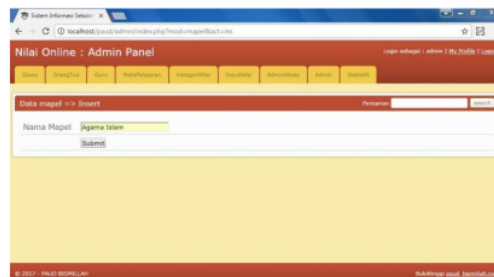 Sistem Informasi Sekolah
localhost/paud/admin/index.php?mod=mapel&act=ins
Nilai Online : Admin Panel
Login sebagai : admin | My Profile |
Siswa OrangTua Guru MataPelajaran KategoriNilai InputNilai AdminKelas Admin Statistik
Data mapel => Insert
Pencarian search
Nama Mapel Agama Islam
Submit
© 2017 - PAUD BISMILLAH
Bukittinggi